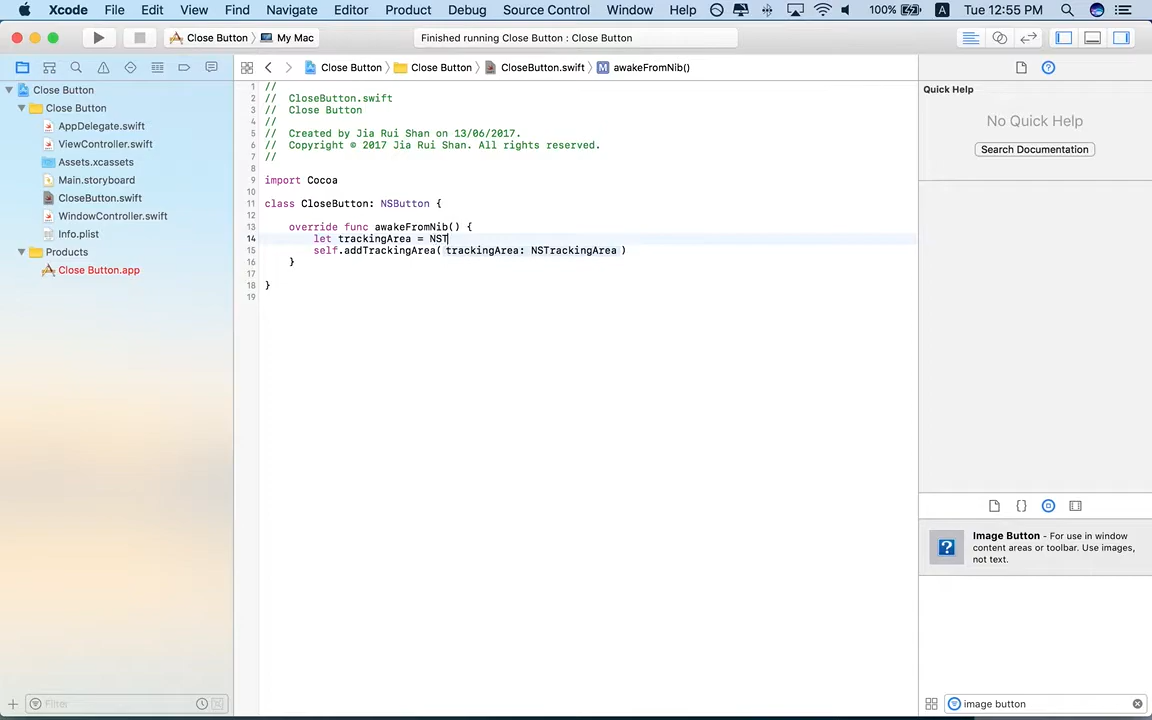 Xcode File Edit View Find Navigate Editor Product Debug Source Control Window Help 100% A Tue 12:55 PM
Close Button My Mac
Finished running Close Button : Close Button
Close Button Close Button CloseButton.swift M awakeFromNib()
Close Button
Close Button
AppDelegate.swift
ViewController.swift
Assets.xcassets
Main.storyboard
CloseButton.swift
WindowController.swift
Info.plist
Products
Close Button.app
Filter
1 //
2 // CloseButton.swift
3 // Close Button
4 //
5 // Created by Jia Rui Shan on 13/06/2017.
6 // Copyright © 2017 Jia Rui Shan. All rights reserved.
7 //
8
9 import Cocoa
10
11 class CloseButton: NSButton {
12
13 override func awakeFromNib() {
14 let trackingArea = NST
15 self.addTrackingArea(trackingArea: NSTrackingArea)
16 }
17
18 }
19
Quick Help
No Quick Help
Search Documentation
Image Button - For use in window
content areas or toolbar. Use images,
not text.
image button